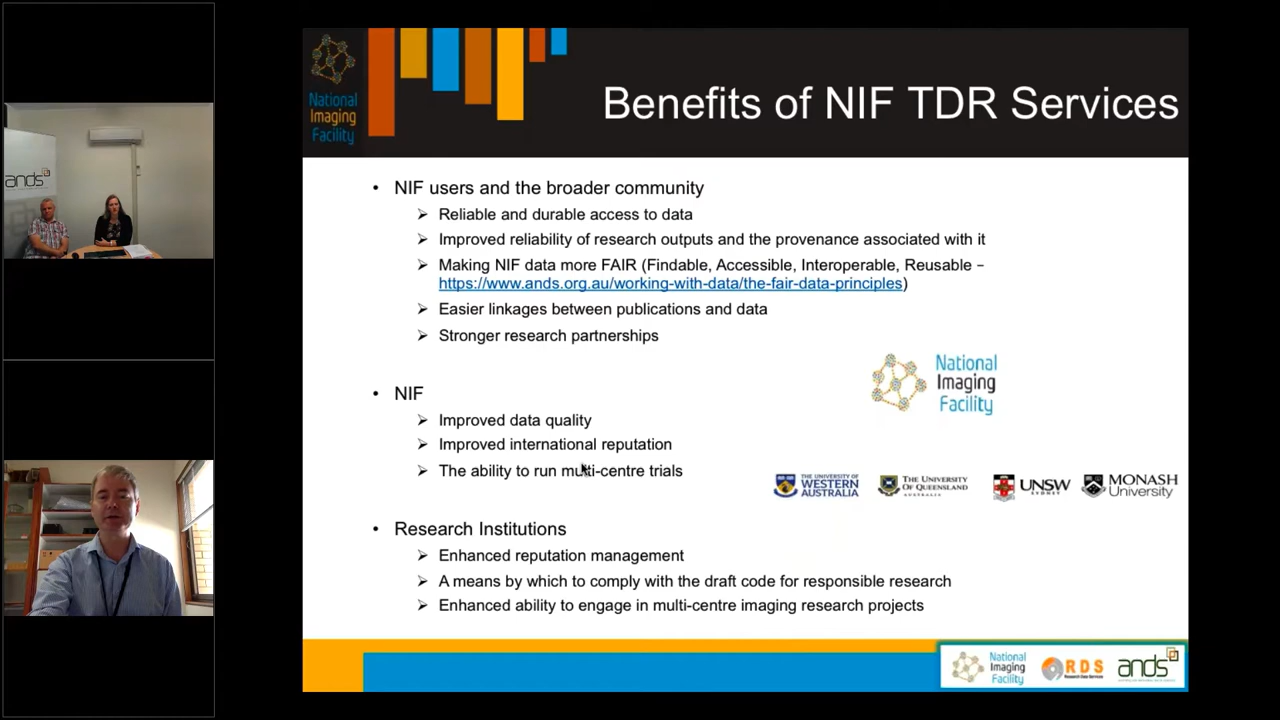 National
Imaging
Facility
Benefits of NIF TDR Services
ands
• NIF users and the broader community
➢ Reliable and durable access to data
➢ Improved reliability of research outputs and the provenance associated with it
➢ Making NIF data more FAIR (Findable, Accessible, Interoperable, Reusable –
https://www.ands.org.au/working-with-data/the-fair-data-principles)
➢ Easier linkages between publications and data
➢ Stronger research partnerships
National
Imaging
Facility
• NIF
➢ Improved data quality
➢ Improved international reputation
➢ The ability to run multi-centre trials
THE UNIVERSITY OF
WESTERN
AUSTRALIA
THE UNIVERSITY
OF QUEENSLAND
AUSTRALIA
UNSW
SYDNEY
MONASH
University
• Research Institutions
➢ Enhanced reputation management
➢ A means by which to comply with the draft code for responsible research
➢ Enhanced ability to engage in multi-centre imaging research projects
National
Imaging
Facility
RDS
Research Data Services
ands